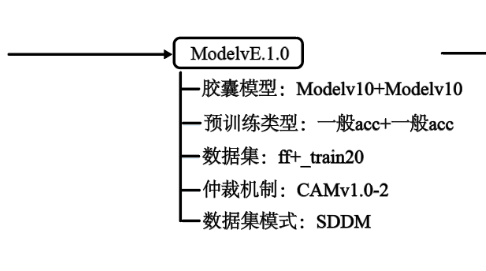 ModelvE.1.0
胶囊模型：Modelv10+Modelv10
预训练类型：一般acc+一般acc
数据集：ff+_train20
仲裁机制：CAMv1.0-2
数据集模式：SDDM